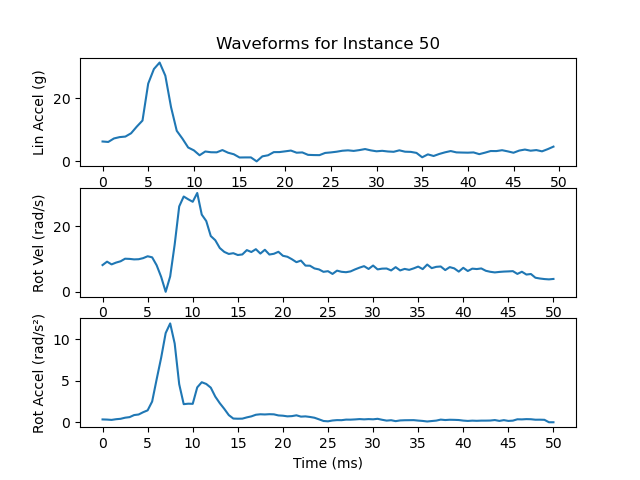 Waveforms for Instance 50
Lin Accel (g)
20
0
0 5 10 15 20 25 30 35 40 45 50
Rot Vel (rad/s)
20
0
0 5 10 15 20 25 30 35 40 45 50
Rot Accel (rad/s²)
10
5
0
0 5 10 15 20 25 30 35 40 45 50
Time (ms)